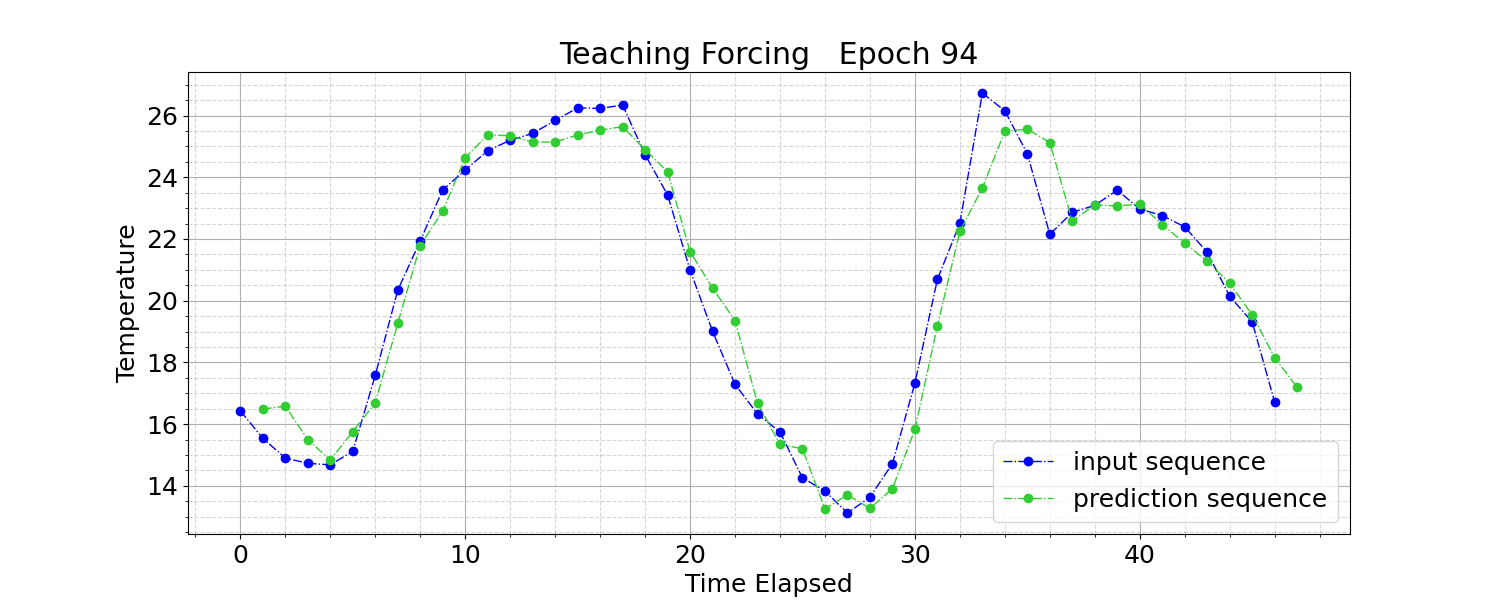 Teaching Forcing   Epoch 94
26
24
22
20
18
16
14
Temperature
0 10 20 30 40
Time Elapsed
input sequence
prediction sequence